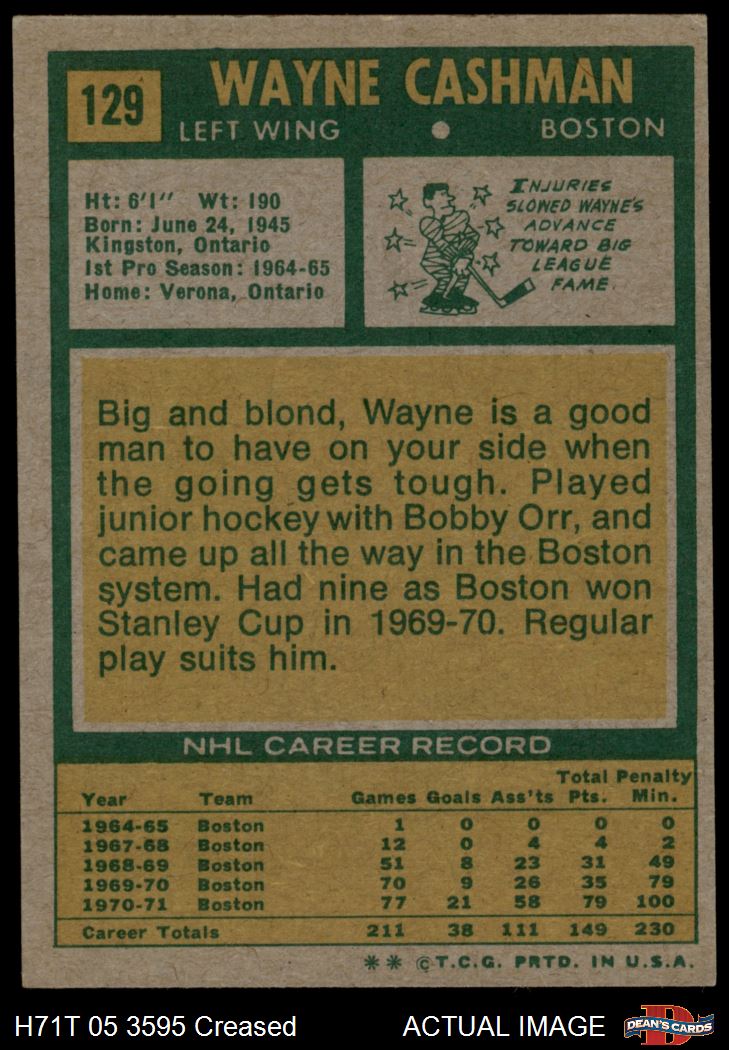 129
WAYNE CASHMAN
LEFT WING • BOSTON
Ht: 6'1" Wt: 190
Born: June 24, 1945
Kingston, Ontario
1st Pro Season: 1964-65
Home: Verona, Ontario
INJURIES
SLOWED WAYNE'S
ADVANCE
TOWARD BIG
LEAGUE
FAME.
Big and blond, Wayne is a good
man to have on your side when
the going gets tough. Played
junior hockey with Bobby Orr, and
came up all the way in the Boston
system. Had nine as Boston won
Stanley Cup in 1969-70. Regular
play suits him.
NHL CAREER RECORD
Total Penalty
Year Team Games Goals Ass'ts Pts. Min.
1964-65 Boston 1 0 0 0 0
1967-68 Boston 12 0 4 4 2
1968-69 Boston 51 8 23 31 49
1969-70 Boston 70 9 26 35 79
1970-71 Boston 77 21 58 79 100
Career Totals 211 38 111 149 230
** ©T.C.G. PRTD. IN U.S.A.
H71T 05 3595 Creased ACTUAL IMAGE
D
DEAN'S CARDS